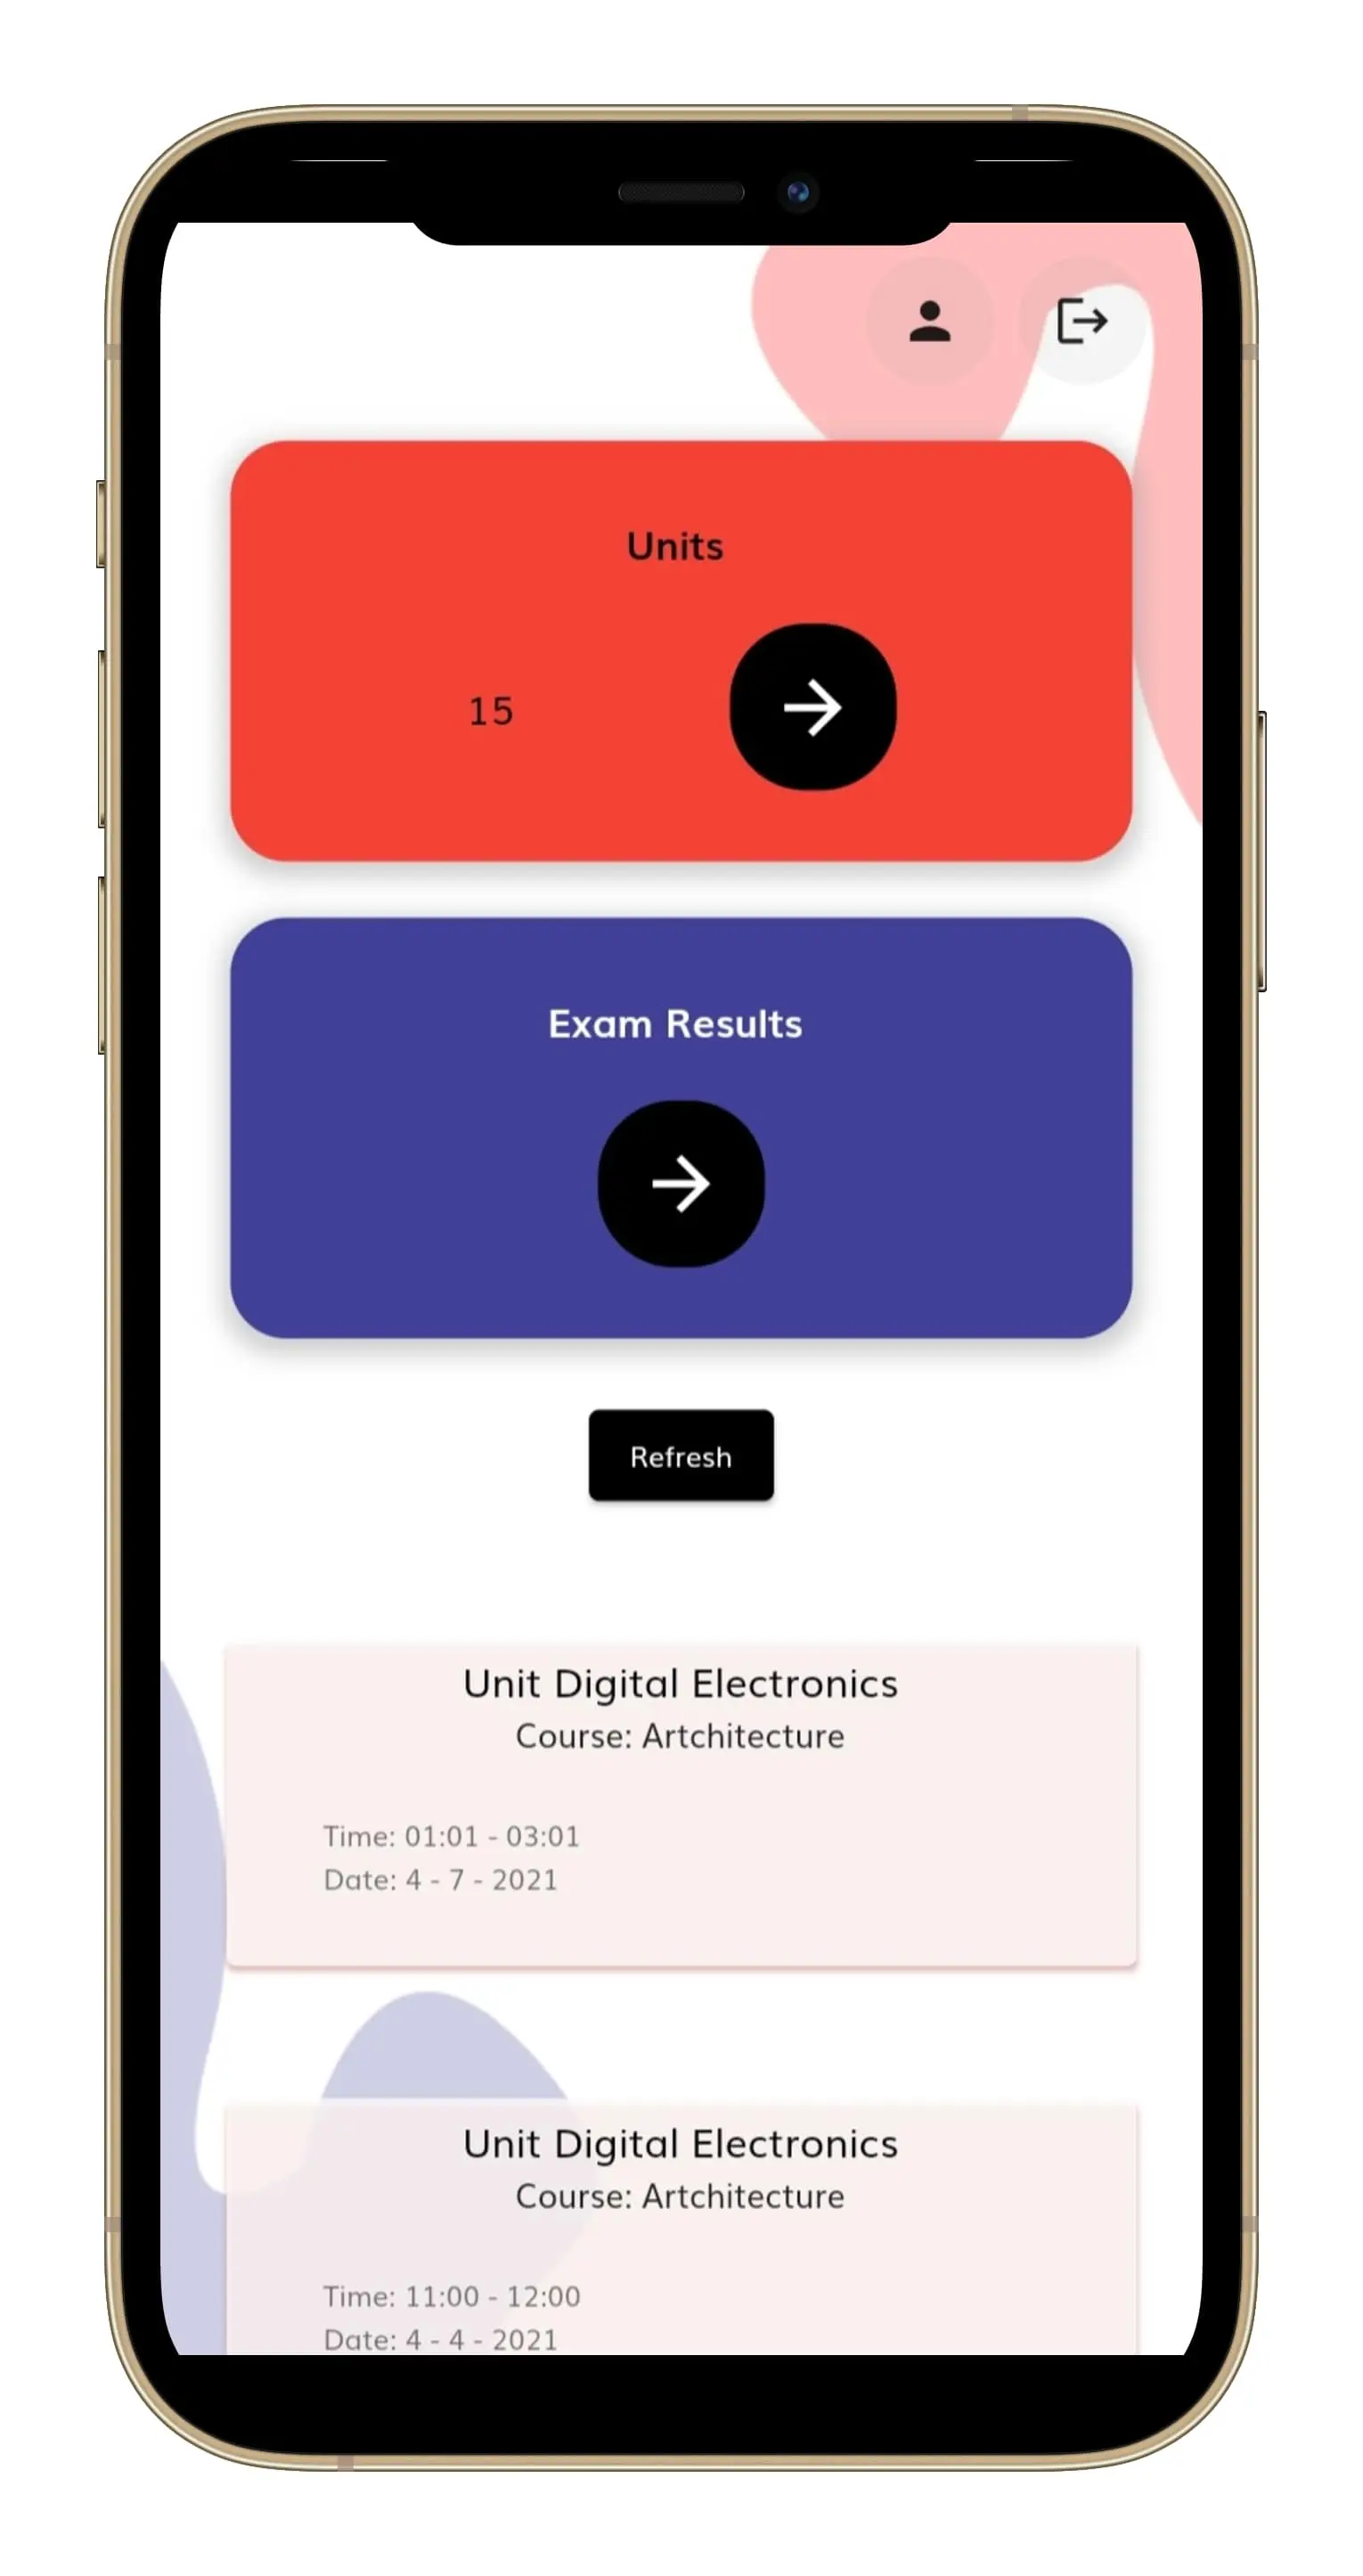 Units
15
Exam Results
Refresh
Unit Digital Electronics
Course: Artchitecture
Time: 01:01 - 03:01
Date: 4 - 7 - 2021
Unit Digital Electronics
Course: Artchitecture
Time: 11:00 - 12:00
Date: 4 - 4 - 2021